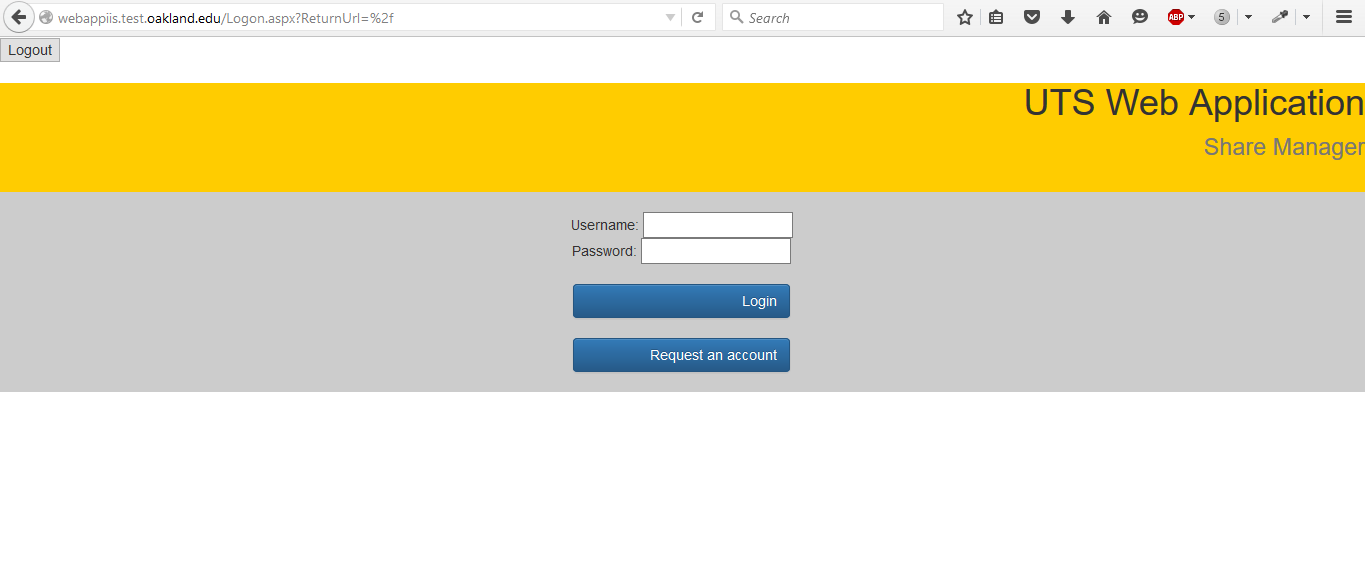 webappiis.test.oakland.edu/Logon.aspx?ReturnUrl=%2f
Search
ABP
5
Logout
UTS Web Application
Share Manager
Username:
Password:
Login
Request an account